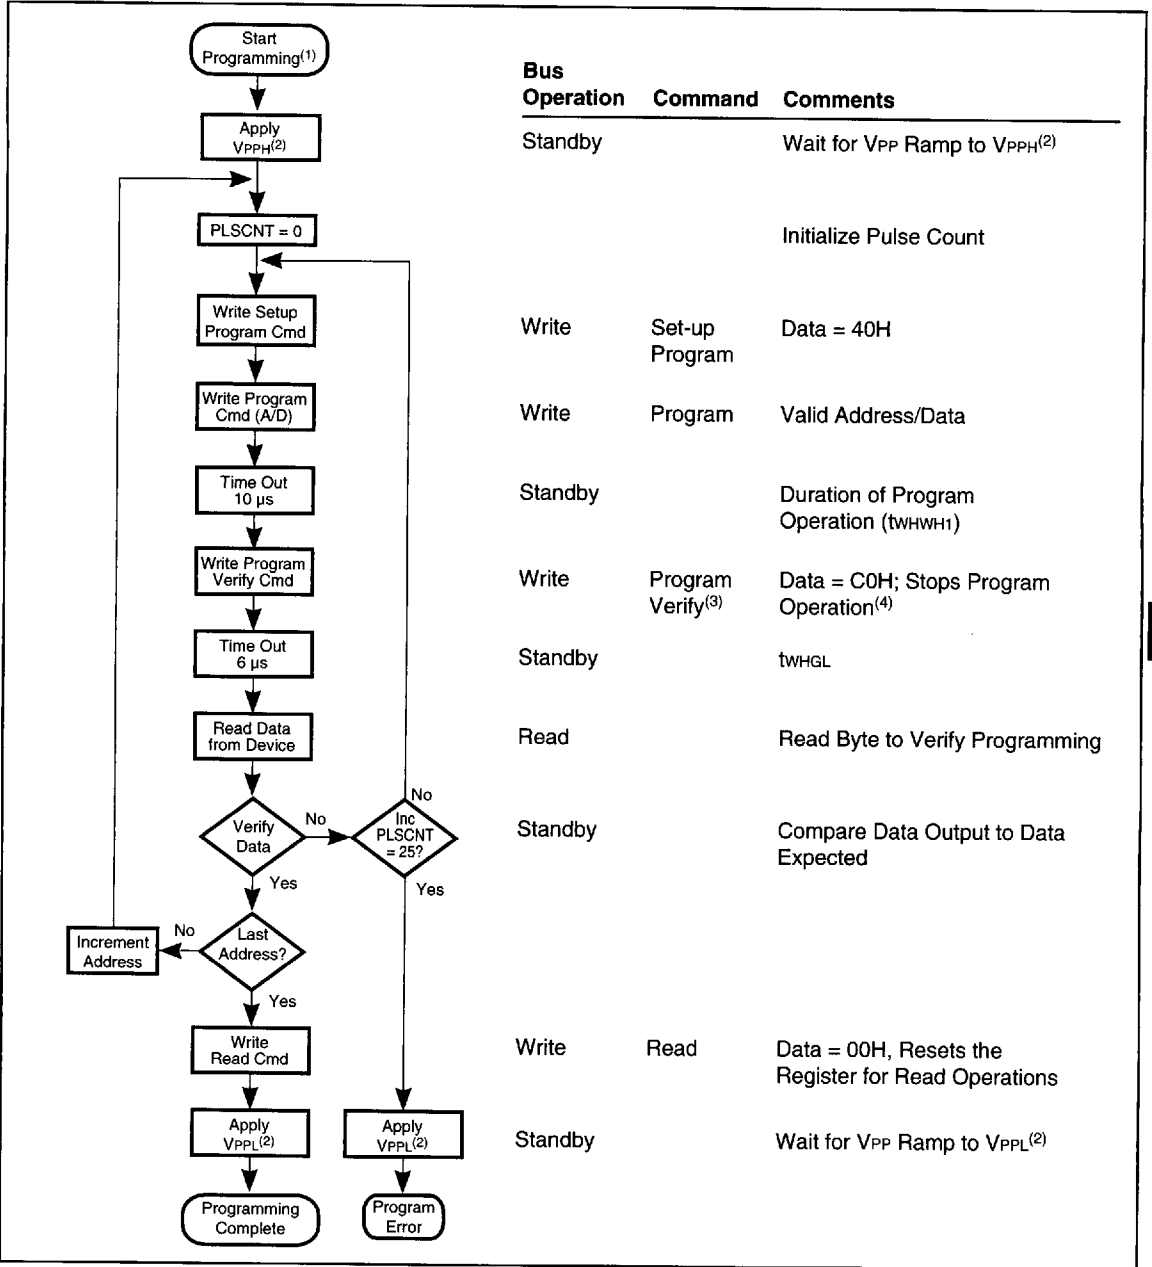 Start
Programming(1)
Apply
VPPH(2)
PLSCNT = 0
Write Setup
Program Cmd
Write Program
Cmd (A/D)
Time Out
10 µs
Write Program
Verify Cmd
Time Out
6 µs
Read Data
from Device
Verify
Data
No
Inc
PLSCNT
= 25?
No
Yes
Yes
Last
Address?
No
Increment
Address
Yes
Write
Read Cmd
Apply
VPPL(2)
Programming
Complete
Apply
VPPL(2)
Program
Error
Bus
Operation Command Comments
Standby Wait for VPP Ramp to VPPH(2)
Initialize Pulse Count
Write Set-up Data = 40H
Program
Write Program Valid Address/Data
Standby Duration of Program
Operation (tWHWH1)
Write Program Data = C0H; Stops Program
Verify(3) Operation(4)
Standby tWHGL
Read Read Byte to Verify Programming
Standby Compare Data Output to Data
Expected
Write Read Data = 00H, Resets the
Register for Read Operations
Standby Wait for VPP Ramp to VPPL(2)